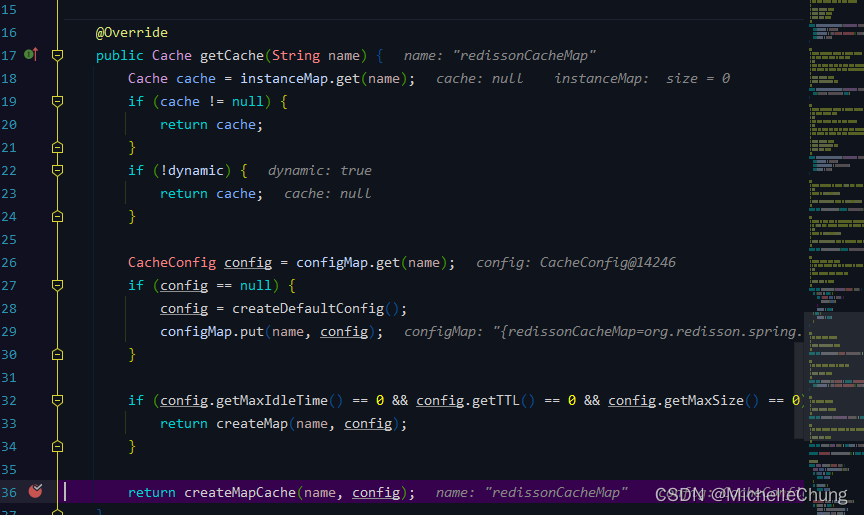 15
16 @Override
17 public Cache getCache(String name) { name: "redissonCacheMap"
18 Cache cache = instanceMap.get(name); cache: null instanceMap: size = 0
19 if (cache != null) {
20 return cache;
21 }
22 if (!dynamic) { dynamic: true
23 return cache; cache: null
24 }
25
26 CacheConfig config = configMap.get(name); config: CacheConfig@14246
27 if (config == null) {
28 config = createDefaultConfig();
29 configMap.put(name, config); configMap: "{redissonCacheMap=org.redisson.spring.
30 }
31
32 if (config.getMaxIdleTime() == 0 && config.getTTL() == 0 && config.getMaxSize() == 0)
33 return createMap(name, config);
34 }
35
36 return createMapCache(name, config); name: "redissonCacheMap"
37 }
CSDN @MichelleChung